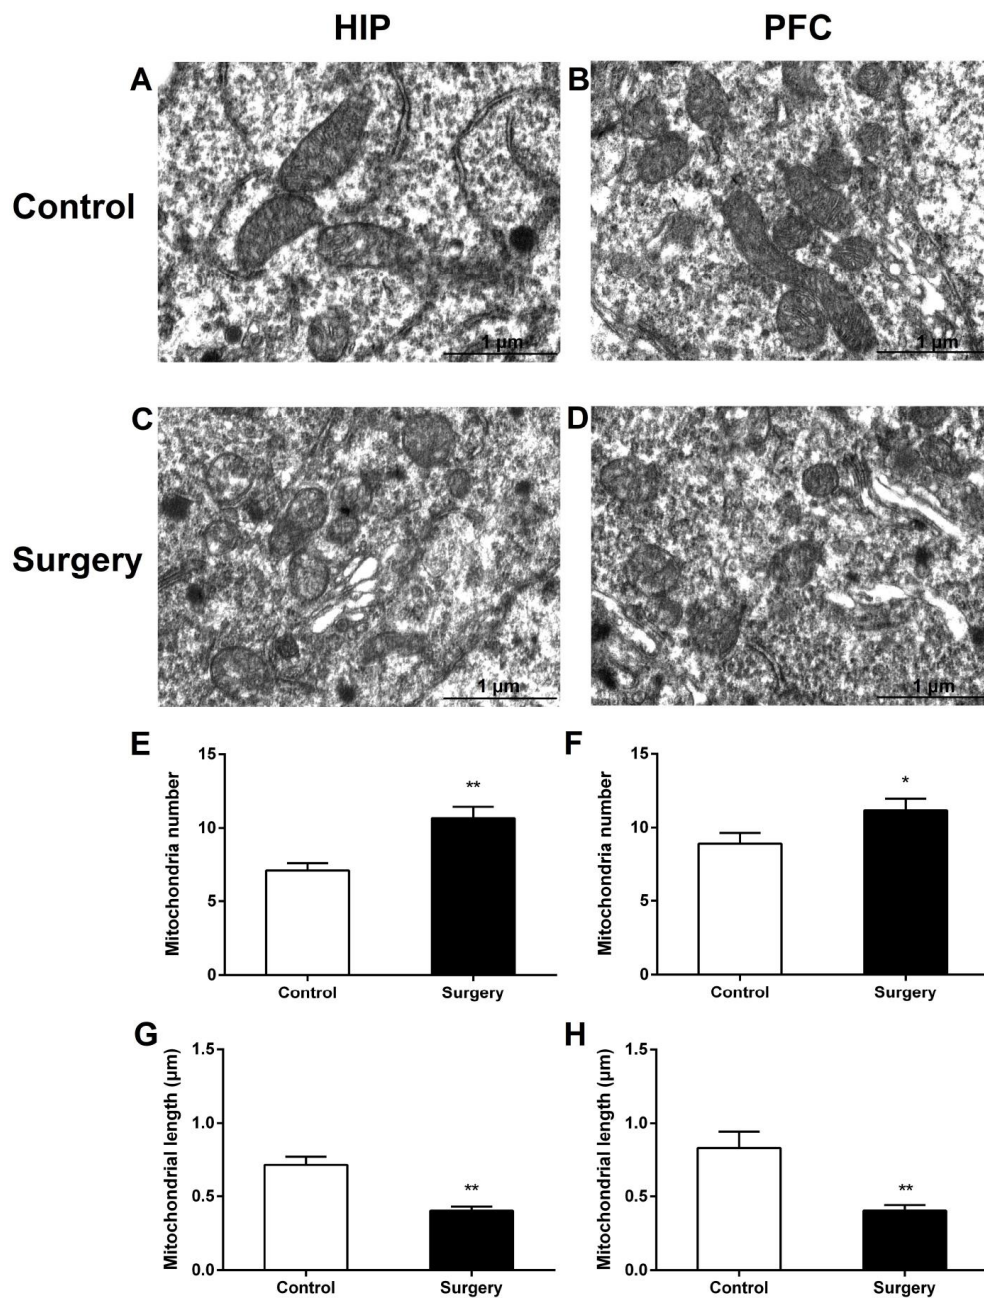 HIP PFC
A B
Control
1 µm 1 µm
C D
Surgery
1 µm 1 µm
E F
15 15
** *
10 10
Mitochondria number Mitochondria number
5 5
0 0
Control Surgery Control Surgery
G H
1.5 1.5
Mitochondrial length (µm) Mitochondrial length (µm)
1.0 1.0
0.5 0.5
** **
0.0 0.0
Control Surgery Control Surgery